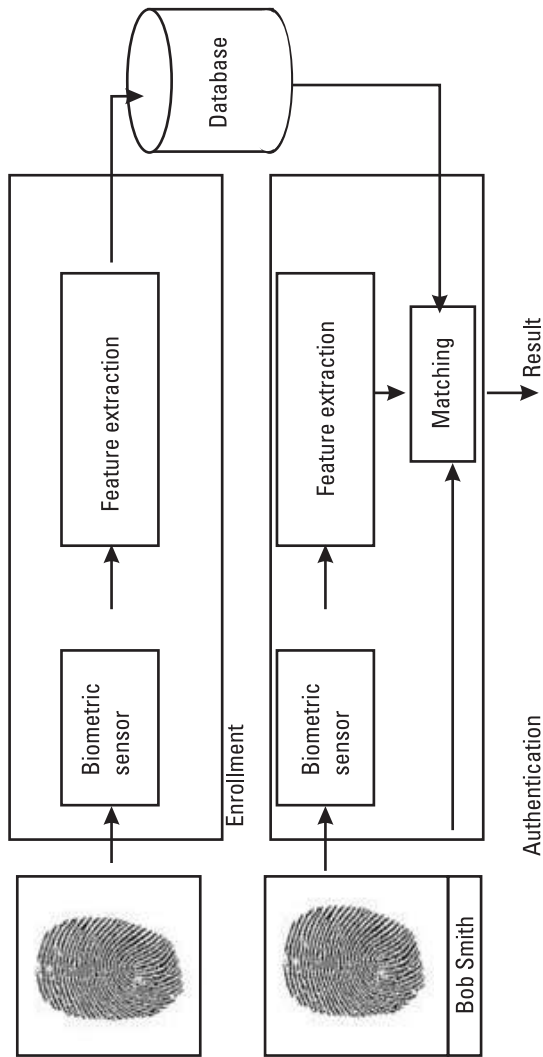 Biometric
sensor
Feature extraction
Database
Enrollment
Biometric
sensor
Feature extraction
Matching
Bob Smith
Authentication
Result